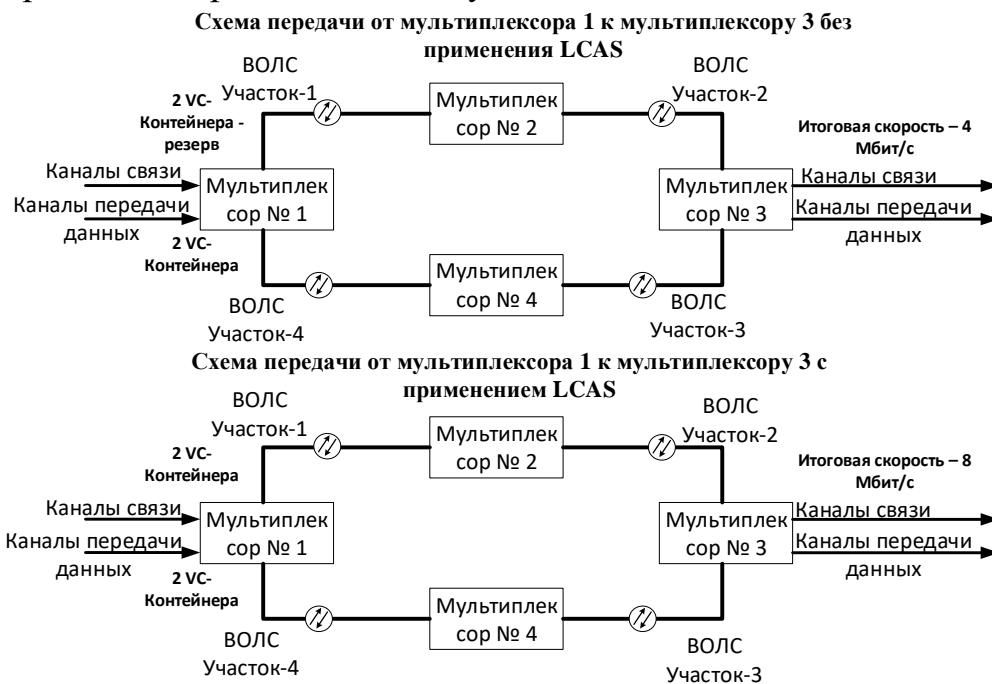 Схема передачи от мультиплексора 1 к мультиплексору 3 без
применения LCAS
ВОЛС
Участок-1
ВОЛС
Участок-2
2 VC-
Контейнера -
резерв
Мультиплек
сор № 2
Итоговая скорость – 4
Мбит/с
Каналы связи
Каналы передачи
данных
Мультиплек
сор № 1
Мультиплек
сор № 3
Каналы связи
Каналы передачи
данных
2 VC-
Контейнера
Мультиплек
сор № 4
ВОЛС
Участок-4
ВОЛС
Участок-3
Схема передачи от мультиплексора 1 к мультиплексору 3 с
применением LCAS
ВОЛС
Участок-1
ВОЛС
Участок-2
2 VC-
Контейнера
Мультиплек
сор № 2
Итоговая скорость – 8
Мбит/с
Каналы связи
Каналы передачи
данных
Мультиплек
сор № 1
Мультиплек
сор № 3
Каналы связи
Каналы передачи
данных
2 VC-
Контейнера
Мультиплек
сор № 4
ВОЛС
Участок-4
ВОЛС
Участок-3